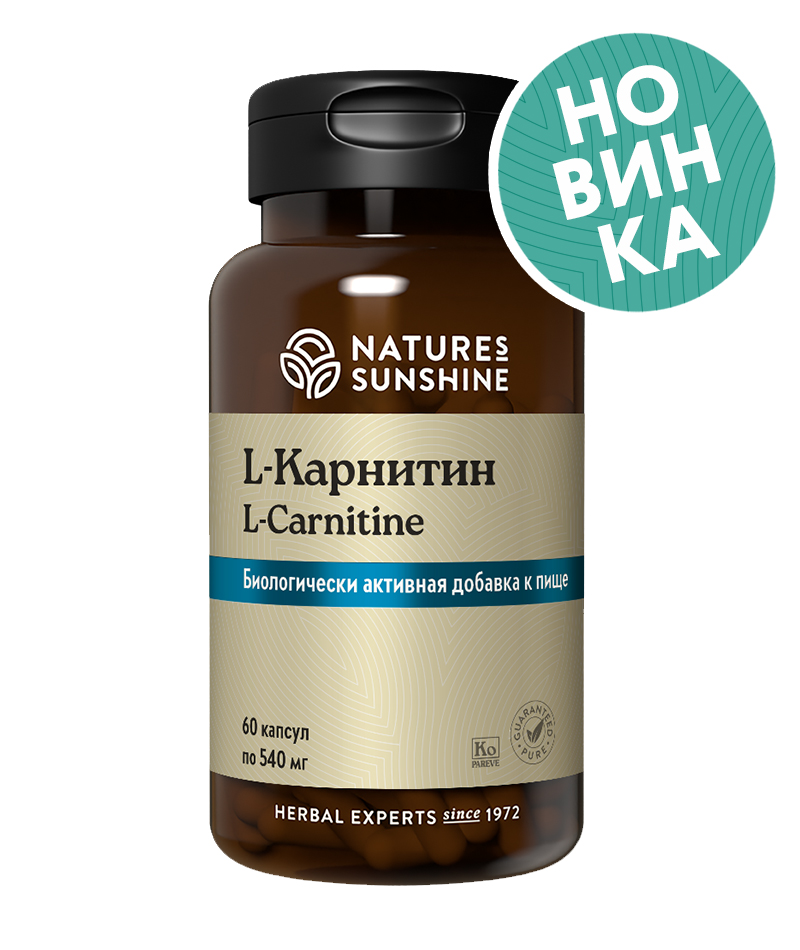 НО
ВИН
КА
NATURE'S
SUNSHINE
L-Карнитин
L-Carnitine
Биологически активная добавка к пище
60 капсул
по 540 мг
Ko
PAREVE
GUARANTEED
PURE
HERBAL EXPERTS since 1972